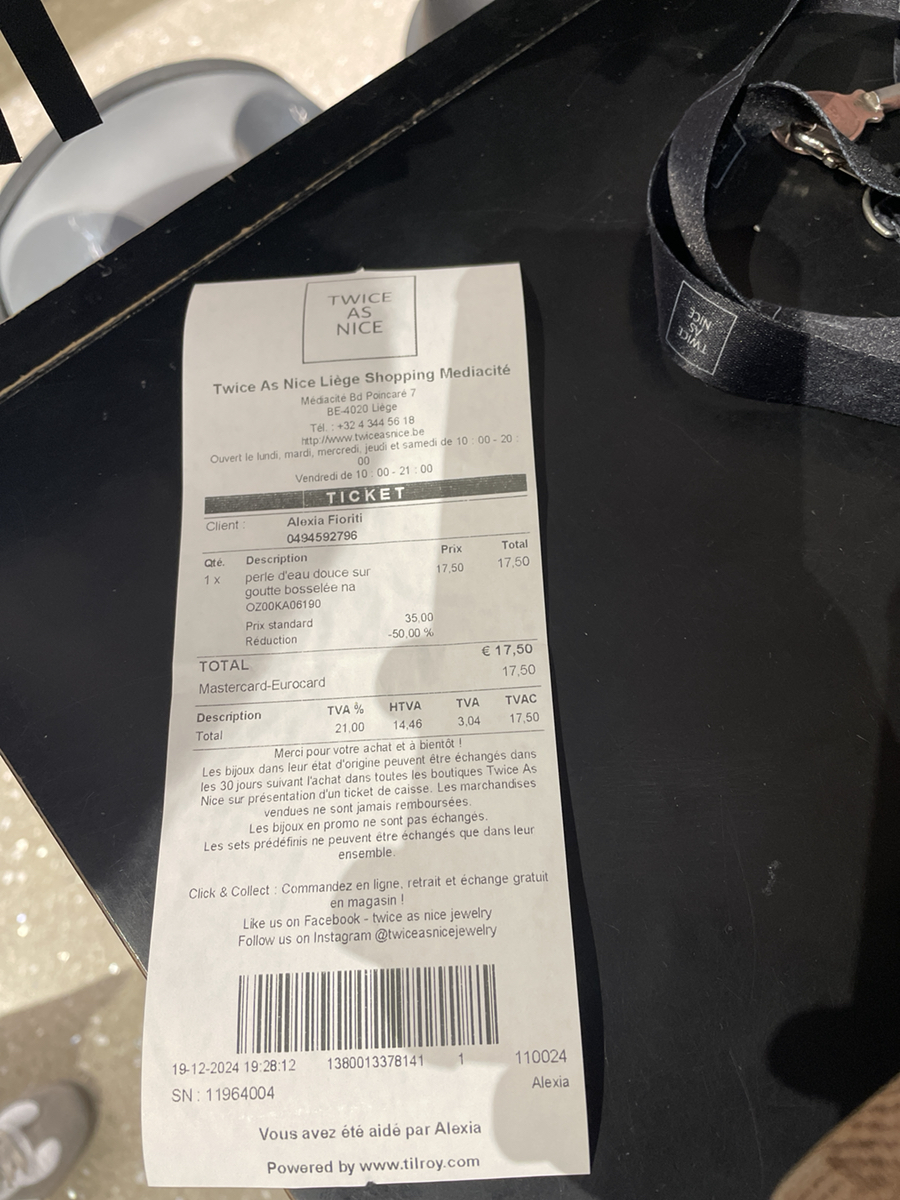 TWICE
AS
NICE
Twice As Nice Liège Shopping Mediacité
Médiacité Bd Poincaré 7
BE-4020 Liège
Tél. : +32 4 344 56 18
http://www.twiceasnice.be
Ouvert le lundi, mardi, mercredi, jeudi et samedi de 10 : 00 - 20 :
00
Vendredi de 10 : 00 - 21 : 00
TICKET
Client : Alexia Fioriti
0494592796
Qté. Description Prix Total
1 x perle d'eau douce sur 17,50 17,50
goutte bosselée na
OZ00KA06190
Prix standard 35,00
Réduction -50,00 %
TOTAL € 17,50
Mastercard-Eurocard 17,50
Description TVA % HTVA TVA TVAC
Total 21,00 14,46 3,04 17,50
Merci pour votre achat et à bientôt !
Les bijoux dans leur état d'origine peuvent être échangés dans
les 30 jours suivant l'achat dans toutes les boutiques Twice As
Nice sur présentation d'un ticket de caisse. Les marchandises
vendues ne sont jamais remboursées.
Les bijoux en promo ne sont pas échangés.
Les sets prédéfinis ne peuvent être échangés que dans leur
ensemble.
Click & Collect : Commandez en ligne, retrait et échange gratuit
en magasin !
Like us on Facebook - twice as nice jewelry
Follow us on Instagram @twiceasnicejewelry
19-12-2024 19:28:12 1380013378141 1 110024
SN : 11964004 Alexia
Vous avez été aidé par Alexia
Powered by www.tilroy.com
TWICE
AS
NICE